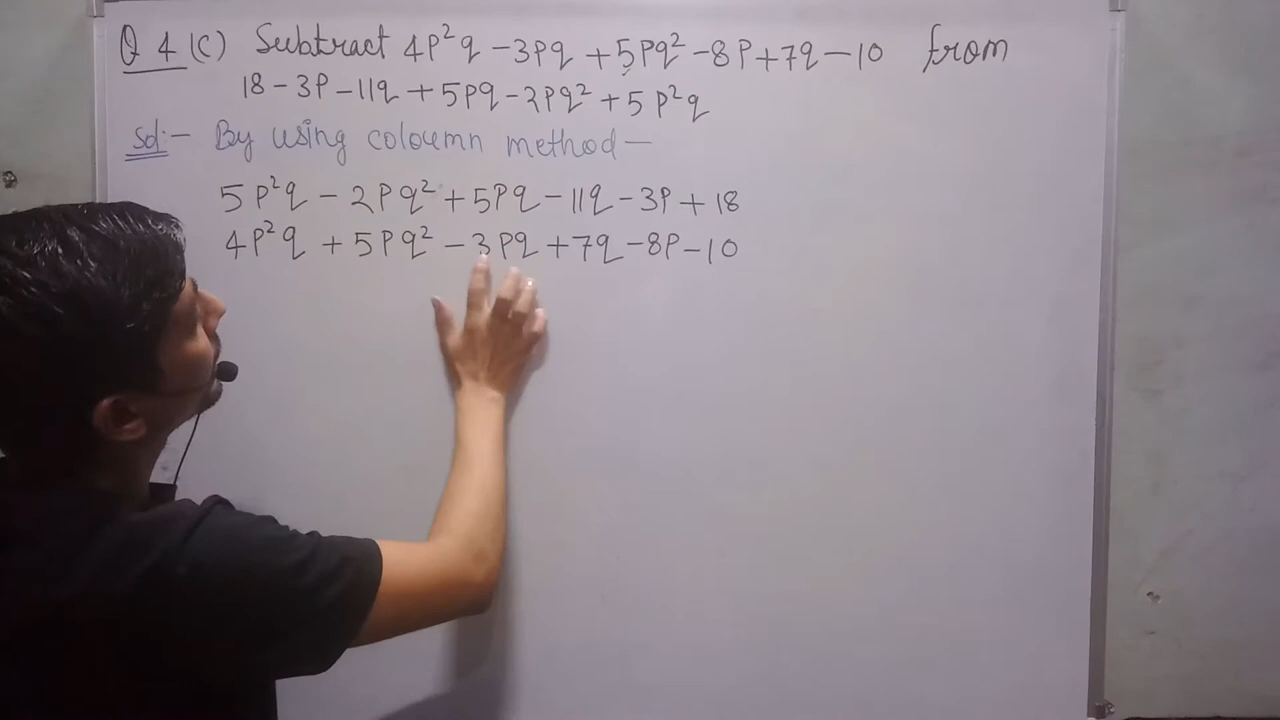 Q 4 (C) Subtract 4P²q - 3Pq + 5Pq² - 8P + 7q - 10 from
18 - 3P - 11q + 5Pq - 2Pq² + 5P²q
Sol:- By using coloumn method-
5P²q - 2Pq² + 5Pq - 11q - 3P + 18
4P²q + 5Pq² - 3Pq + 7q - 8P - 10